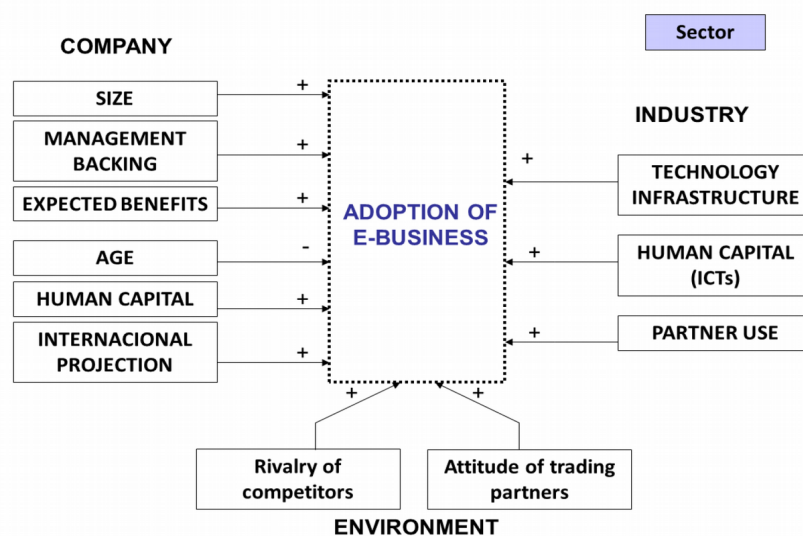 COMPANY
Sector
SIZE
+
MANAGEMENT
BACKING
+
EXPECTED BENEFITS
+
AGE
-
HUMAN CAPITAL
+
INTERNACIONAL
PROJECTION
+
ADOPTION OF
E-BUSINESS
INDUSTRY
+
TECHNOLOGY
INFRASTRUCTURE
+
HUMAN CAPITAL
(ICTs)
+
PARTNER USE
+
+
Rivalry of
competitors
Attitude of trading
partners
ENVIRONMENT